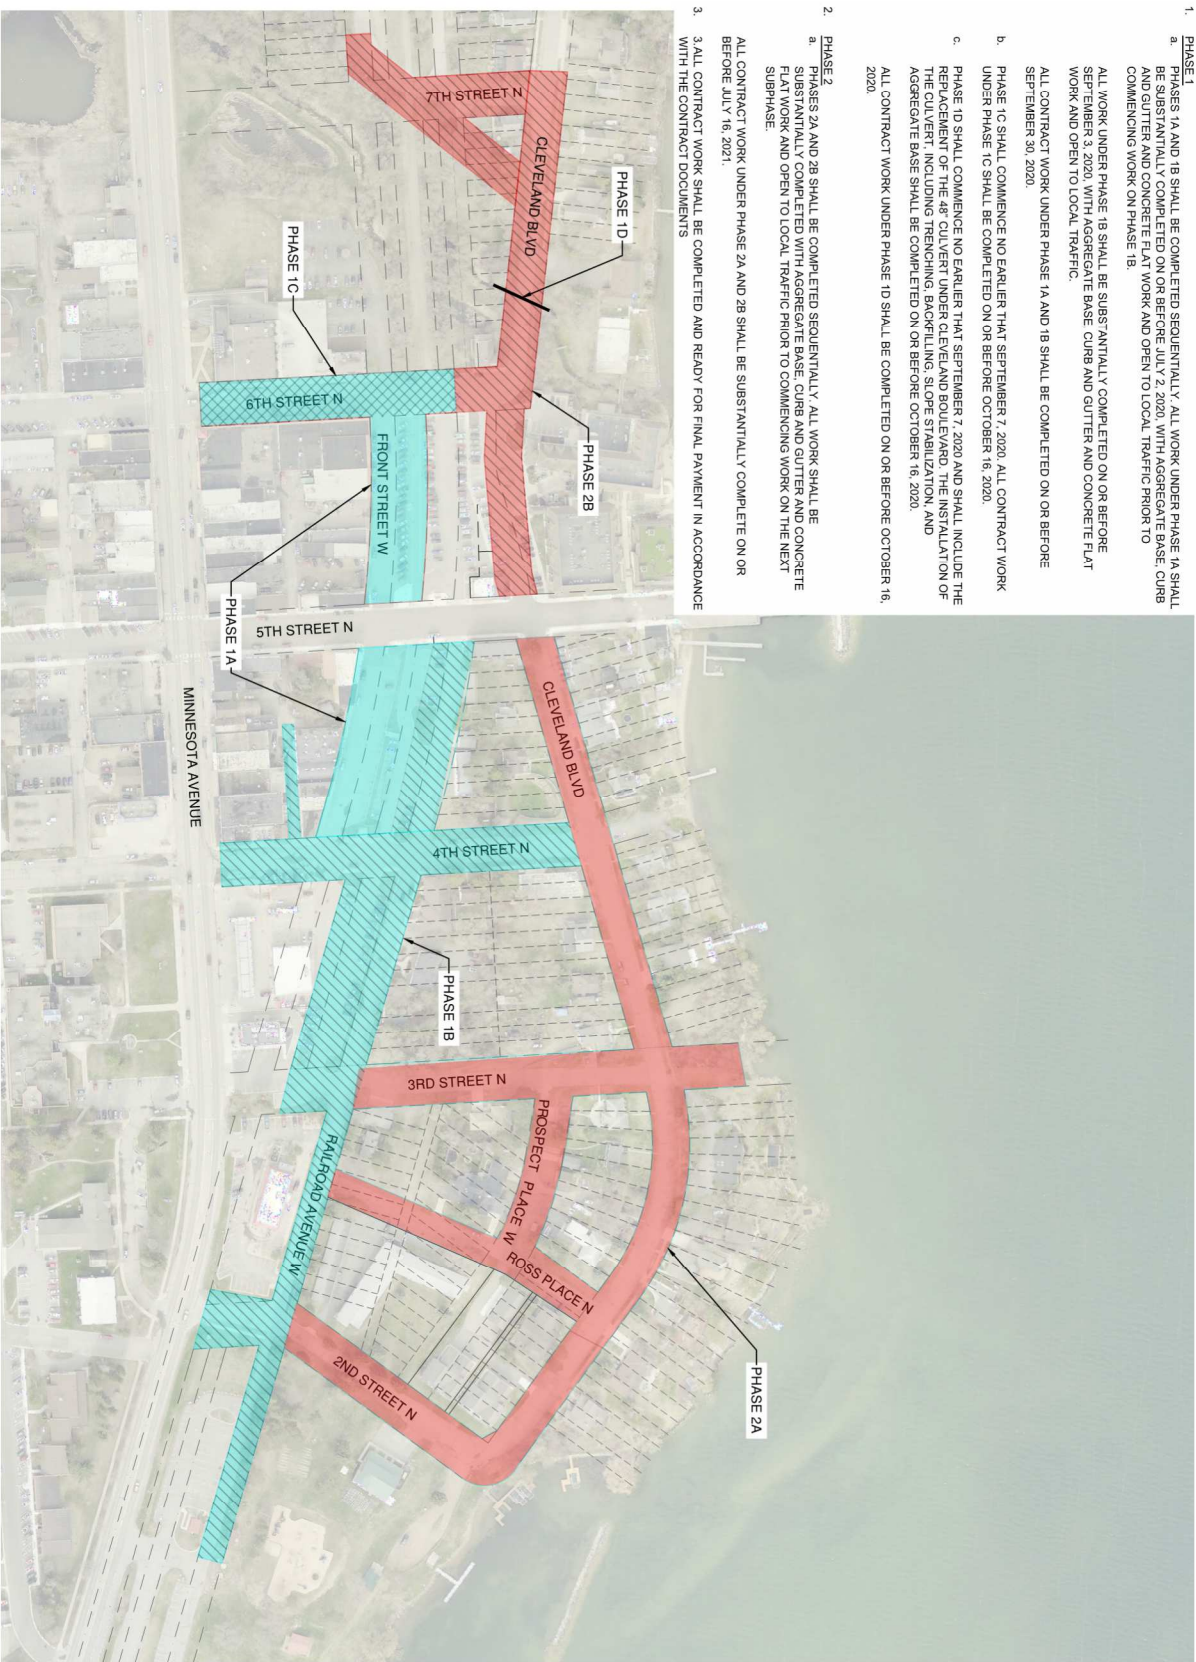 1. PHASE 1
a. PHASES 1A AND 1B SHALL BE COMPLETED SEQUENTIALLY. ALL WORK UNDER PHASE 1A SHALL
BE SUBSTANTIALLY COMPLETED ON OR BEFORE JULY 2, 2020, WITH AGGREGATE BASE, CURB
AND GUTTER AND CONCRETE FLAT WORK AND OPEN TO LOCAL TRAFFIC PRIOR TO
COMMENCING WORK ON PHASE 1B.
ALL WORK UNDER PHASE 1B SHALL BE SUBSTANTIALLY COMPLETED ON OR BEFORE
SEPTEMBER 3, 2020, WITH AGGREGATE BASE CURB AND GUTTER AND CONCRETE FLAT
WORK AND OPEN TO LOCAL TRAFFIC.
ALL CONTRACT WORK UNDER PHASE 1A AND 1B SHALL BE COMPLETED ON OR BEFORE
SEPTEMBER 30, 2020.
b. PHASE 1C SHALL COMMENCE NO EARLIER THAT SEPTEMBER 7, 2020. ALL CONTRACT WORK
UNDER PHASE 1C SHALL BE COMPLETED ON OR BEFORE OCTOBER 16, 2020.
c. PHASE 1D SHALL COMMENCE NO EARLIER THAT SEPTEMBER 7, 2020 AND SHALL INCLUDE THE
REPLACEMENT OF THE 48" CULVERT UNDER CLEVELAND BOULEVARD. THE INSTALLATION OF
THE CULVERT, INCLUDING TRENCHING, BACKFILLING, SLOPE STABILIZATION, AND
AGGREGATE BASE SHALL BE COMPLETED ON OR BEFORE OCTOBER 16, 2020.
ALL CONTRACT WORK UNDER PHASE 1D SHALL BE COMPLETED ON OR BEFORE OCTOBER 16,
2020.
2. PHASE 2
a. PHASES 2A AND 2B SHALL BE COMPLETED SEQUENTIALLY. ALL WORK SHALL BE
SUBSTANTIALLY COMPLETED WITH AGGREGATE BASE, CURB AND GUTTER AND CONCRETE
FLAT WORK AND OPEN TO LOCAL TRAFFIC PRIOR TO COMMENCING WORK ON THE NEXT
SUBPHASE.
ALL CONTRACT WORK UNDER PHASE 2A AND 2B SHALL BE SUBSTANTIALLY COMPLETE ON OR
BEFORE JULY 16, 2021.
3. 3.ALL CONTRACT WORK SHALL BE COMPLETED AND READY FOR FINAL PAYMENT IN ACCORDANCE
WITH THE CONTRACT DOCUMENTS
PHASE 2A
PHASE 1D
PHASE 2B
CLEVELAND BLVD
CLEVELAND BLVD
7TH STREET N
ROSS PLACE N
PROSPECT PLACE W
4TH STREET N
3RD STREET N
PHASE 1B
2ND STREET N
FRONT STREET W
RAILROAD AVENUE W
PHASE 1C
6TH STREET N
5TH STREET N
PHASE 1A
MINNESOTA AVENUE